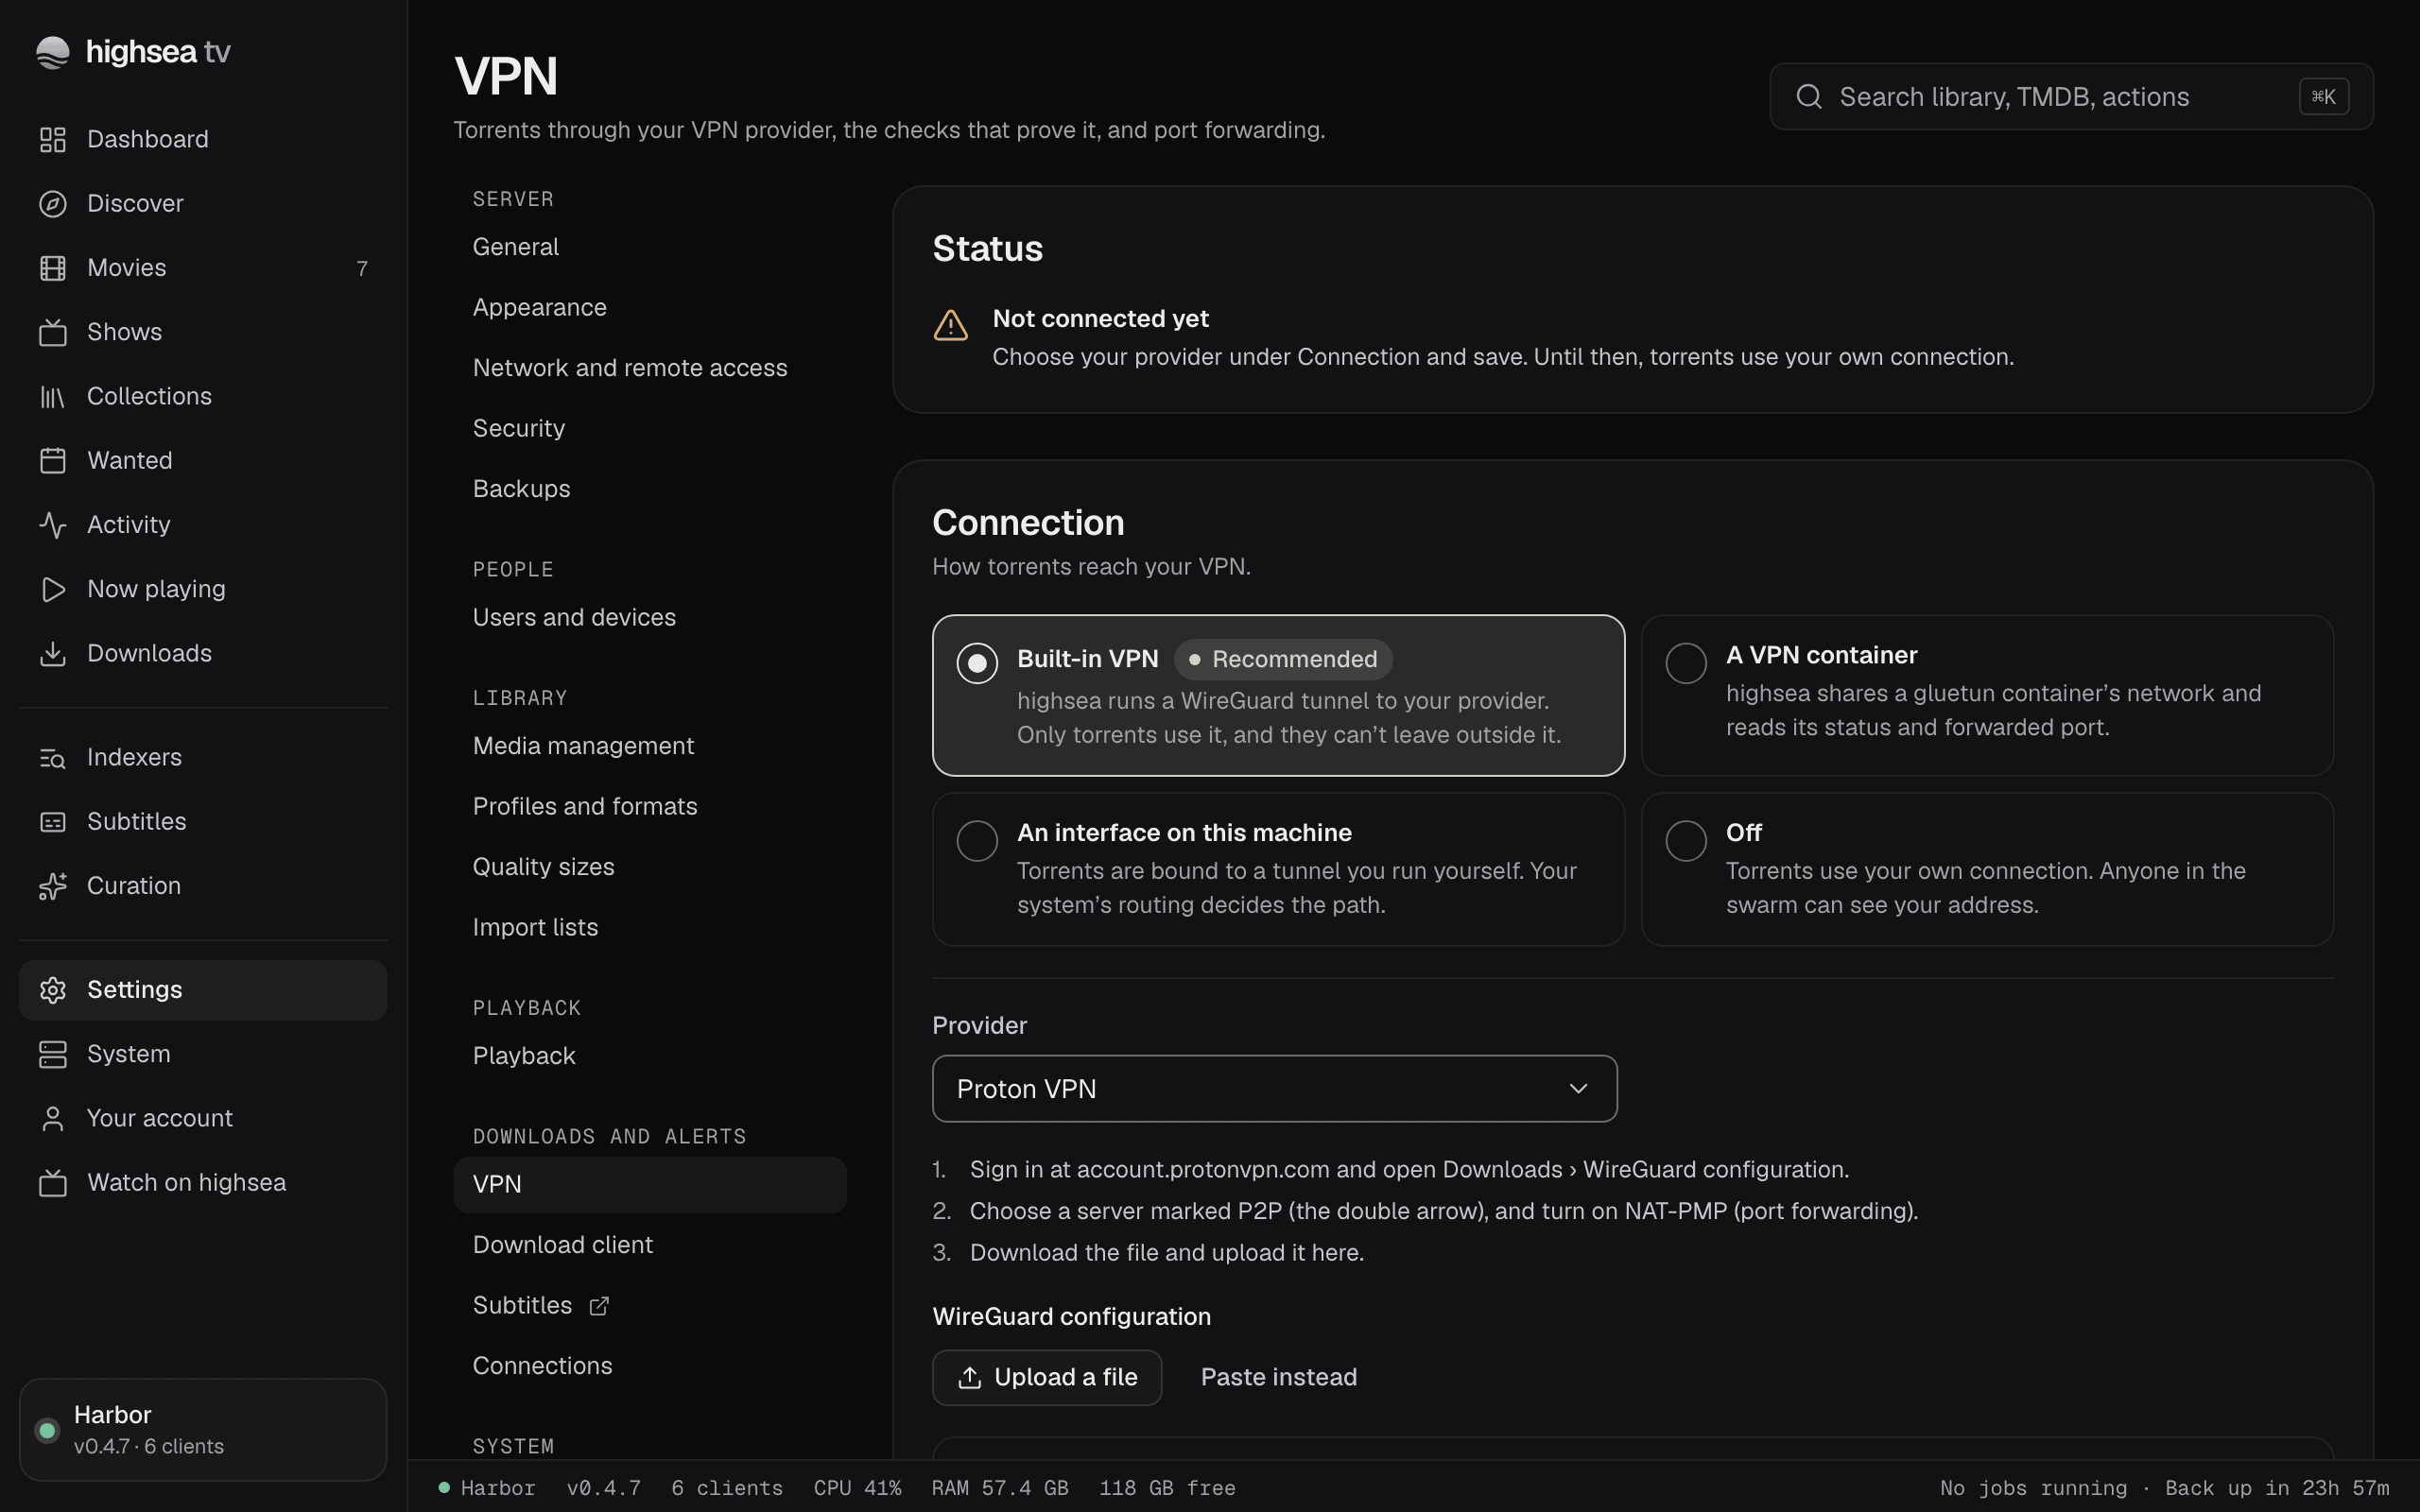 highsea tv
Dashboard
Discover
Movies 7
Shows
Collections
Wanted
Activity
Now playing
Downloads
Indexers
Subtitles
Curation
Settings
System
Your account
Watch on highsea
Harbor
v0.4.7 · 6 clients
VPN
Torrents through your VPN provider, the checks that prove it, and port forwarding.
Search library, TMDB, actions ⌘K
SERVER
General
Appearance
Network and remote access
Security
Backups
PEOPLE
Users and devices
LIBRARY
Media management
Profiles and formats
Quality sizes
Import lists
PLAYBACK
Playback
DOWNLOADS AND ALERTS
VPN
Download client
Subtitles
Connections
SYSTEM
Status
Not connected yet
Choose your provider under Connection and save. Until then, torrents use your own connection.
Connection
How torrents reach your VPN.
Built-in VPN Recommended
highsea runs a WireGuard tunnel to your provider.
Only torrents use it, and they can’t leave outside it.
A VPN container
highsea shares a gluetun container’s network and
reads its status and forwarded port.
An interface on this machine
Torrents are bound to a tunnel you run yourself. Your
system’s routing decides the path.
Off
Torrents use your own connection. Anyone in the
swarm can see your address.
Provider
Proton VPN
1. Sign in at account.protonvpn.com and open Downloads › WireGuard configuration.
2. Choose a server marked P2P (the double arrow), and turn on NAT-PMP (port forwarding).
3. Download the file and upload it here.
WireGuard configuration
Upload a file Paste instead
Harbor v0.4.7 6 clients CPU 41% RAM 57.4 GB 118 GB free No jobs running · Back up in 23h 57m